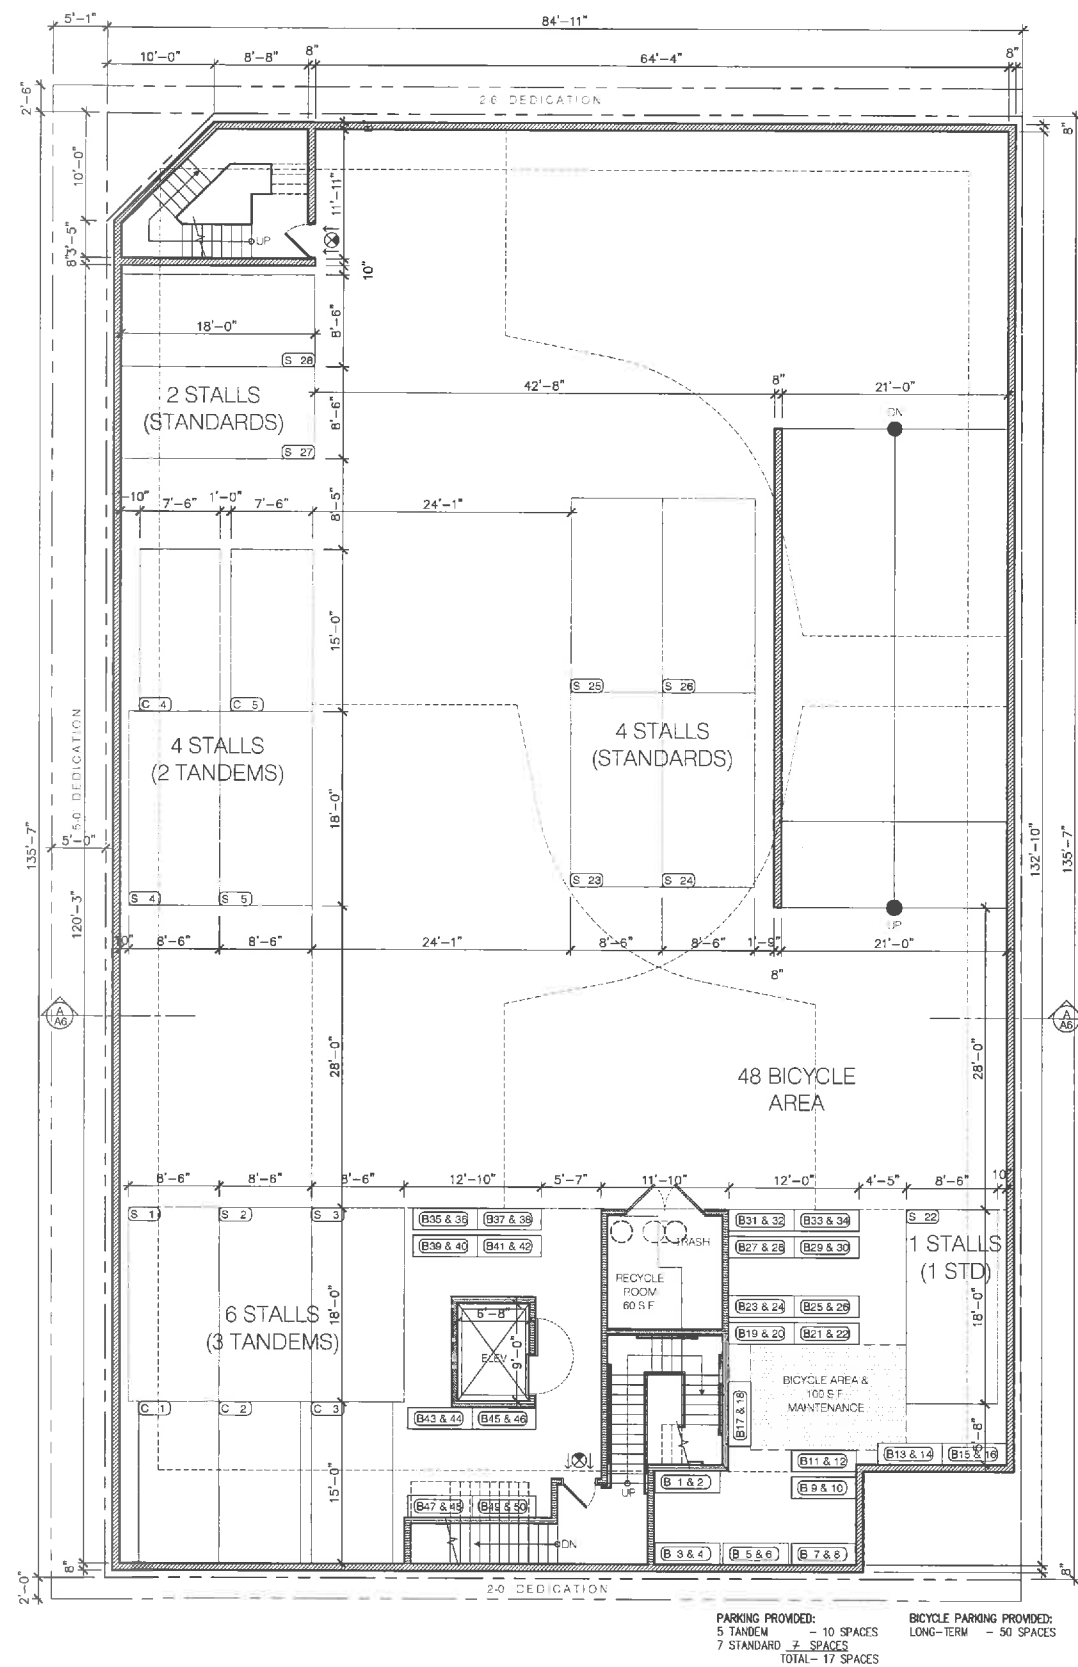 5'-1"
84'-11"
10'-0"
8'-8"
8"
64'-4"
8"
2'-6"
2-6 DEDICATION
8"
10'-0"
11'-11"
3'-5"
8"
UP
10"
18'-0"
8'-6"
S 28
2 STALLS
(STANDARDS)
42'-8"
8"
21'-0"
8'-6"
DN
S 27
7'-6"
1'-0"
7'-6"
24'-1"
8'-5"
15'-0"
C 4
C 5
S 25
S 26
4 STALLS
(2 TANDEMS)
4 STALLS
(STANDARDS)
5-0 DEDICATION
18'-0"
5'-0"
135'-7"
120'-3"
132'-10"
135'-7"
S 4
S 5
S 23
S 24
UP
10"
8'-6"
8'-6"
24'-1"
8'-6"
8'-6"
1'-9"
21'-0"
8"
A
A6
A
A6
28'-0"
28'-0"
48 BICYCLE
AREA
8'-6"
8'-6"
8'-6"
12'-10"
5'-7"
11'-10"
12'-0"
4'-5"
8'-6"
10"
S 1
S 2
S 3
B35 & 36
B37 & 38
B39 & 40
B41 & 42
TRASH
B31 & 32
B33 & 34
B27 & 28
B29 & 30
S 22
1 STALLS
(1 STD)
RECYCLE
ROOM
60 S F
6 STALLS
(3 TANDEMS)
18'-0"
6'-8"
9'-0"
ELEV
B23 & 24
B25 & 26
B19 & 20
B21 & 22
18'-0"
BICYCLE AREA &
100 S F
MAINTENANCE
B17 & 18
C 1
C 2
C 3
B43 & 44
B45 & 46
B13 & 14
B15 & 16
B11 & 12
B 9 & 10
15'-0"
B 1 & 2
UP
B47 & 48
B49 & 50
DN
B 3 & 4
B 5 & 6
B 7 & 8
8"
2'-0"
2-0 DEDICATION
8"
PARKING PROVIDED:
5 TANDEM - 10 SPACES
7 STANDARD 7 SPACES
TOTAL- 17 SPACES
BICYCLE PARKING PROVIDED:
LONG-TERM - 50 SPACES